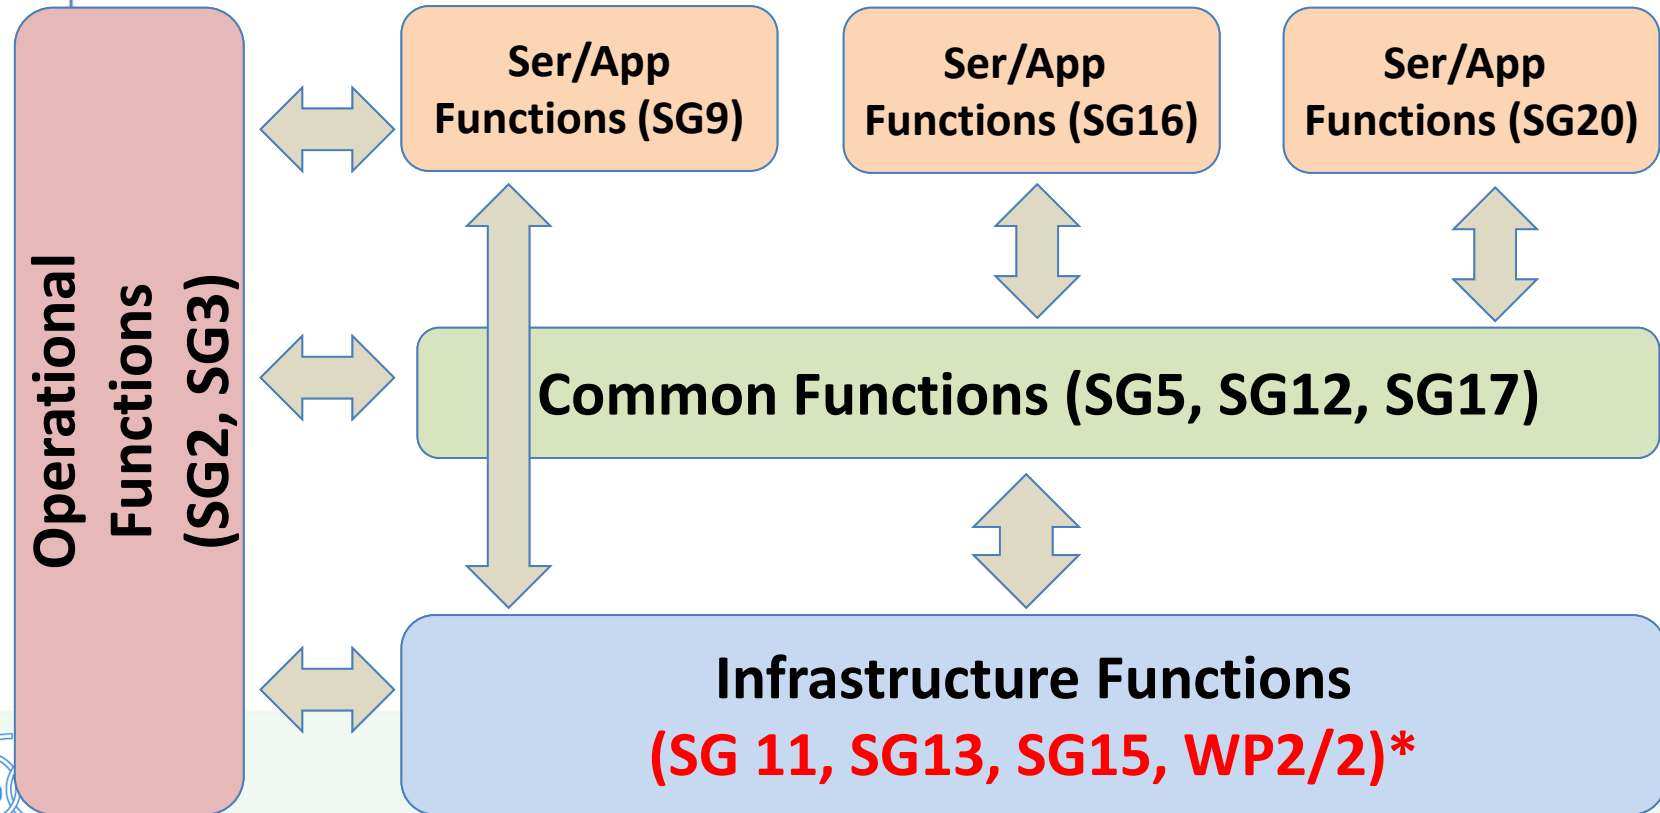 Operational
Functions
(SG2, SG3)
Ser/App
Functions (SG9)
Ser/App
Functions (SG16)
Ser/App
Functions (SG20)
Common Functions (SG5, SG12, SG17)
Infrastructure Functions
(SG 11, SG13, SG15, WP2/2)*